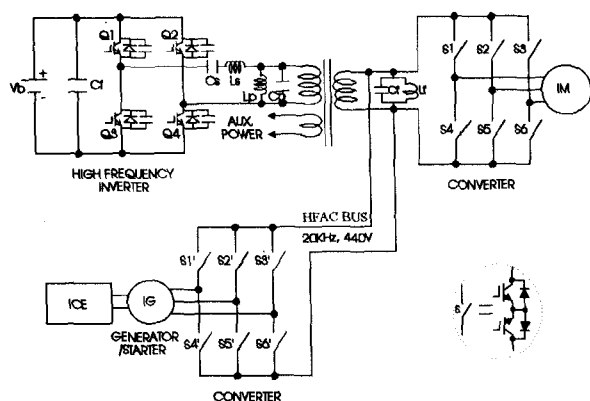 Q1
Q2
S1
S2
S3
Cs
Ls
Vb
+
-
Cf
Lp
Cf
Lf
IM
Q3
Q4
AUX.
POWER
S4
S5
S6
HIGH FREQUENCY
INVERTER
CONVERTER
HFAC BUS
20KHz, 440V
S1'
S2'
S3'
ICE
IG
S
GENERATOR
/STARTER
S4'
S5'
S6'
CONVERTER